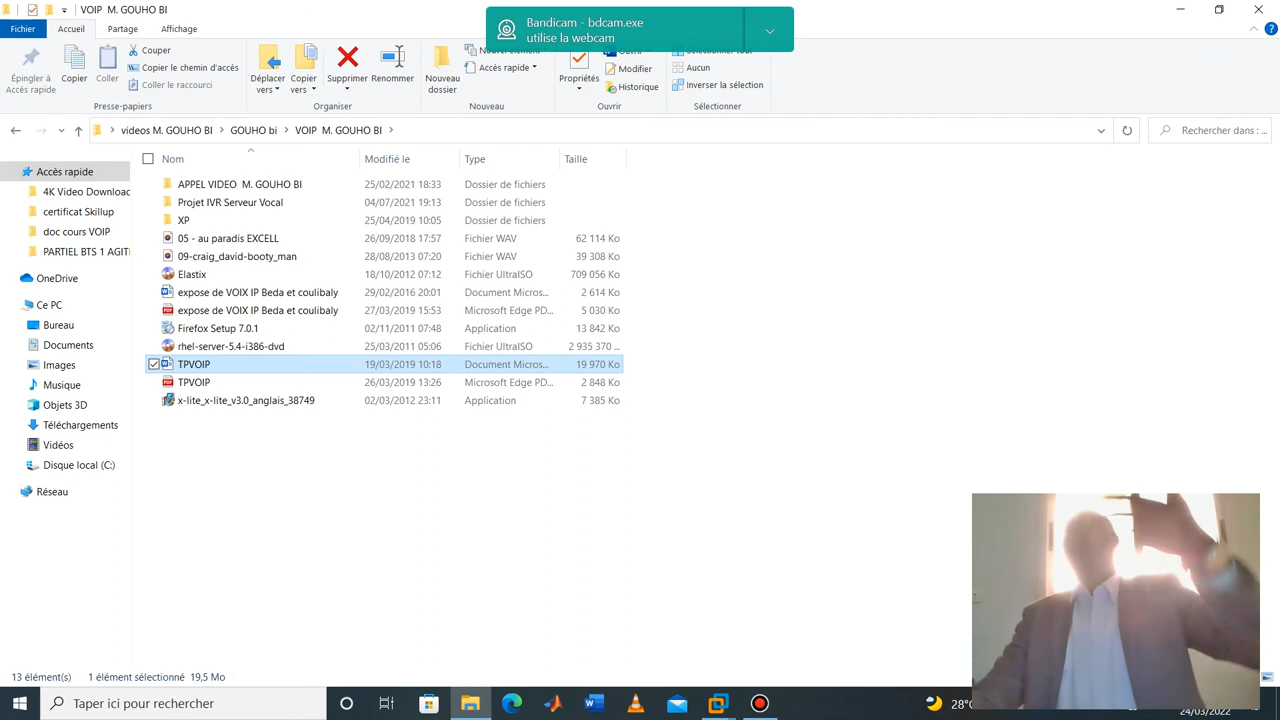 VOIP M. GOUHO BI
Bandicam - bdcam.exe
utilise la webcam
Fichier
Accueil
Partage
Affichage
Épingler à
Accès rapide
Copier
Coller
Couper
Copier le chemin d'accès
Coller le raccourci
Presse-papiers
Déplacer
vers
Copier
vers
Supprimer
Renommer
Organiser
Nouveau
dossier
Accès rapide
Nouveau
Propriétés
Modifier
Historique
Ouvrir
Aucun
Inverser la sélection
Sélectionner
videos M. GOUHO BI > GOUHO bi > VOIP M. GOUHO BI >
Rechercher dans : ...
Nom Modifié le Type Taille
APPEL VIDEO M. GOUHO BI 25/02/2021 18:33 Dossier de fichiers
Projet IVR Serveur Vocal 04/07/2021 19:13 Dossier de fichiers
XP 25/04/2019 10:05 Dossier de fichiers
05 - au paradis EXCELL 26/09/2018 17:57 Fichier WAV 62 114 Ko
09-craig_david-booty_man 28/08/2013 07:20 Fichier WAV 39 308 Ko
Elastix 18/10/2012 07:12 Fichier UltraISO 709 056 Ko
expose de VOIX IP Beda et coulibaly 29/02/2016 20:01 Document Micros... 2 614 Ko
expose de VOIX IP Beda et coulibaly 27/03/2019 15:53 Microsoft Edge PD... 5 030 Ko
Firefox Setup 7.0.1 02/11/2011 07:48 Application 13 842 Ko
rhel-server-5.4-i386-dvd 25/03/2011 05:06 Fichier UltraISO 2 935 370 ...
TPVOIP 19/03/2019 10:18 Document Micros... 19 970 Ko
TPVOIP 26/03/2019 13:26 Microsoft Edge PD... 2 848 Ko
x-lite_x-lite_v3.0_anglais_38749 02/03/2012 23:11 Application 7 385 Ko
Accès rapide
4K Video Downloac
certificat Skillup
doc cours VOIP
PARTIEL BTS 1 AGIT
OneDrive
Ce PC
Bureau
Documents
Images
Musique
Objets 3D
Téléchargements
Vidéos
Disque local (C:)
Réseau
13 élément(s) 1 élément sélectionné 19,5 Mo
Taper ici pour rechercher
28°
24/03/2022